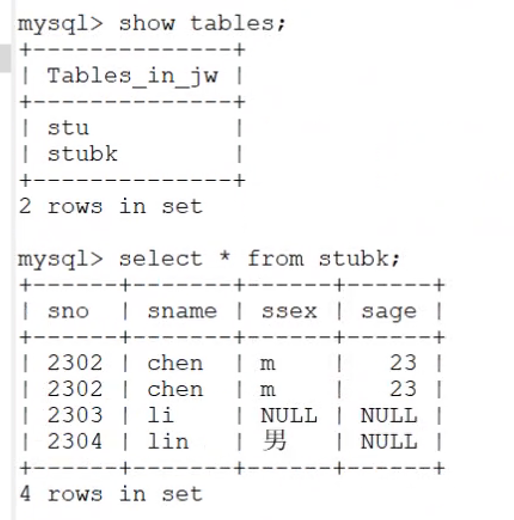 mysql> show tables;
+--------------+
| Tables_in_jw |
+--------------+
| stu          |
| stubk        |
+--------------+
2 rows in set

mysql> select * from stubk;
+------+-------+------+------+
| sno  | sname | ssex | sage |
+------+-------+------+------+
| 2302 | chen  | m    |   23 |
| 2302 | chen  | m    |   23 |
| 2303 | li    | NULL | NULL |
| 2304 | lin   | 男   | NULL |
+------+-------+------+------+
4 rows in set